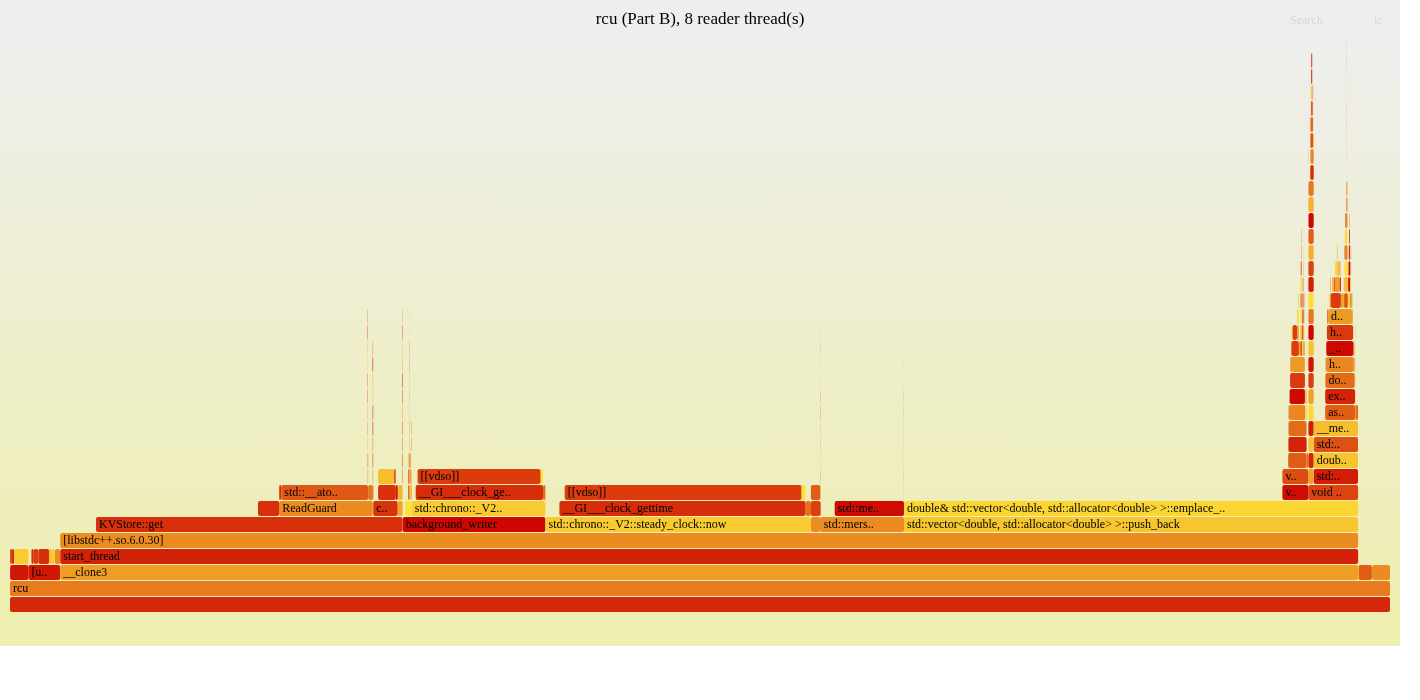 rcu (Part B), 8 reader thread(s)
Search
ic
d..
h..
_..
h..
do..
ex..
as..
__me..
std:..
doub..
[[vdso]]
v..
std:..
std::__ato..
__GI___clock_ge..
[[vdso]]
v..
void ..
ReadGuard
c..
std::chrono::_V2..
__GI___clock_gettime
std::me..
double& std::vector<double, std::allocator<double> >::emplace_..
KVStore::get
background_writer
std::chrono::_V2::steady_clock::now
std::mers..
std::vector<double, std::allocator<double> >::push_back
[libstdc++.so.6.0.30]
start_thread
[u..
__clone3
rcu